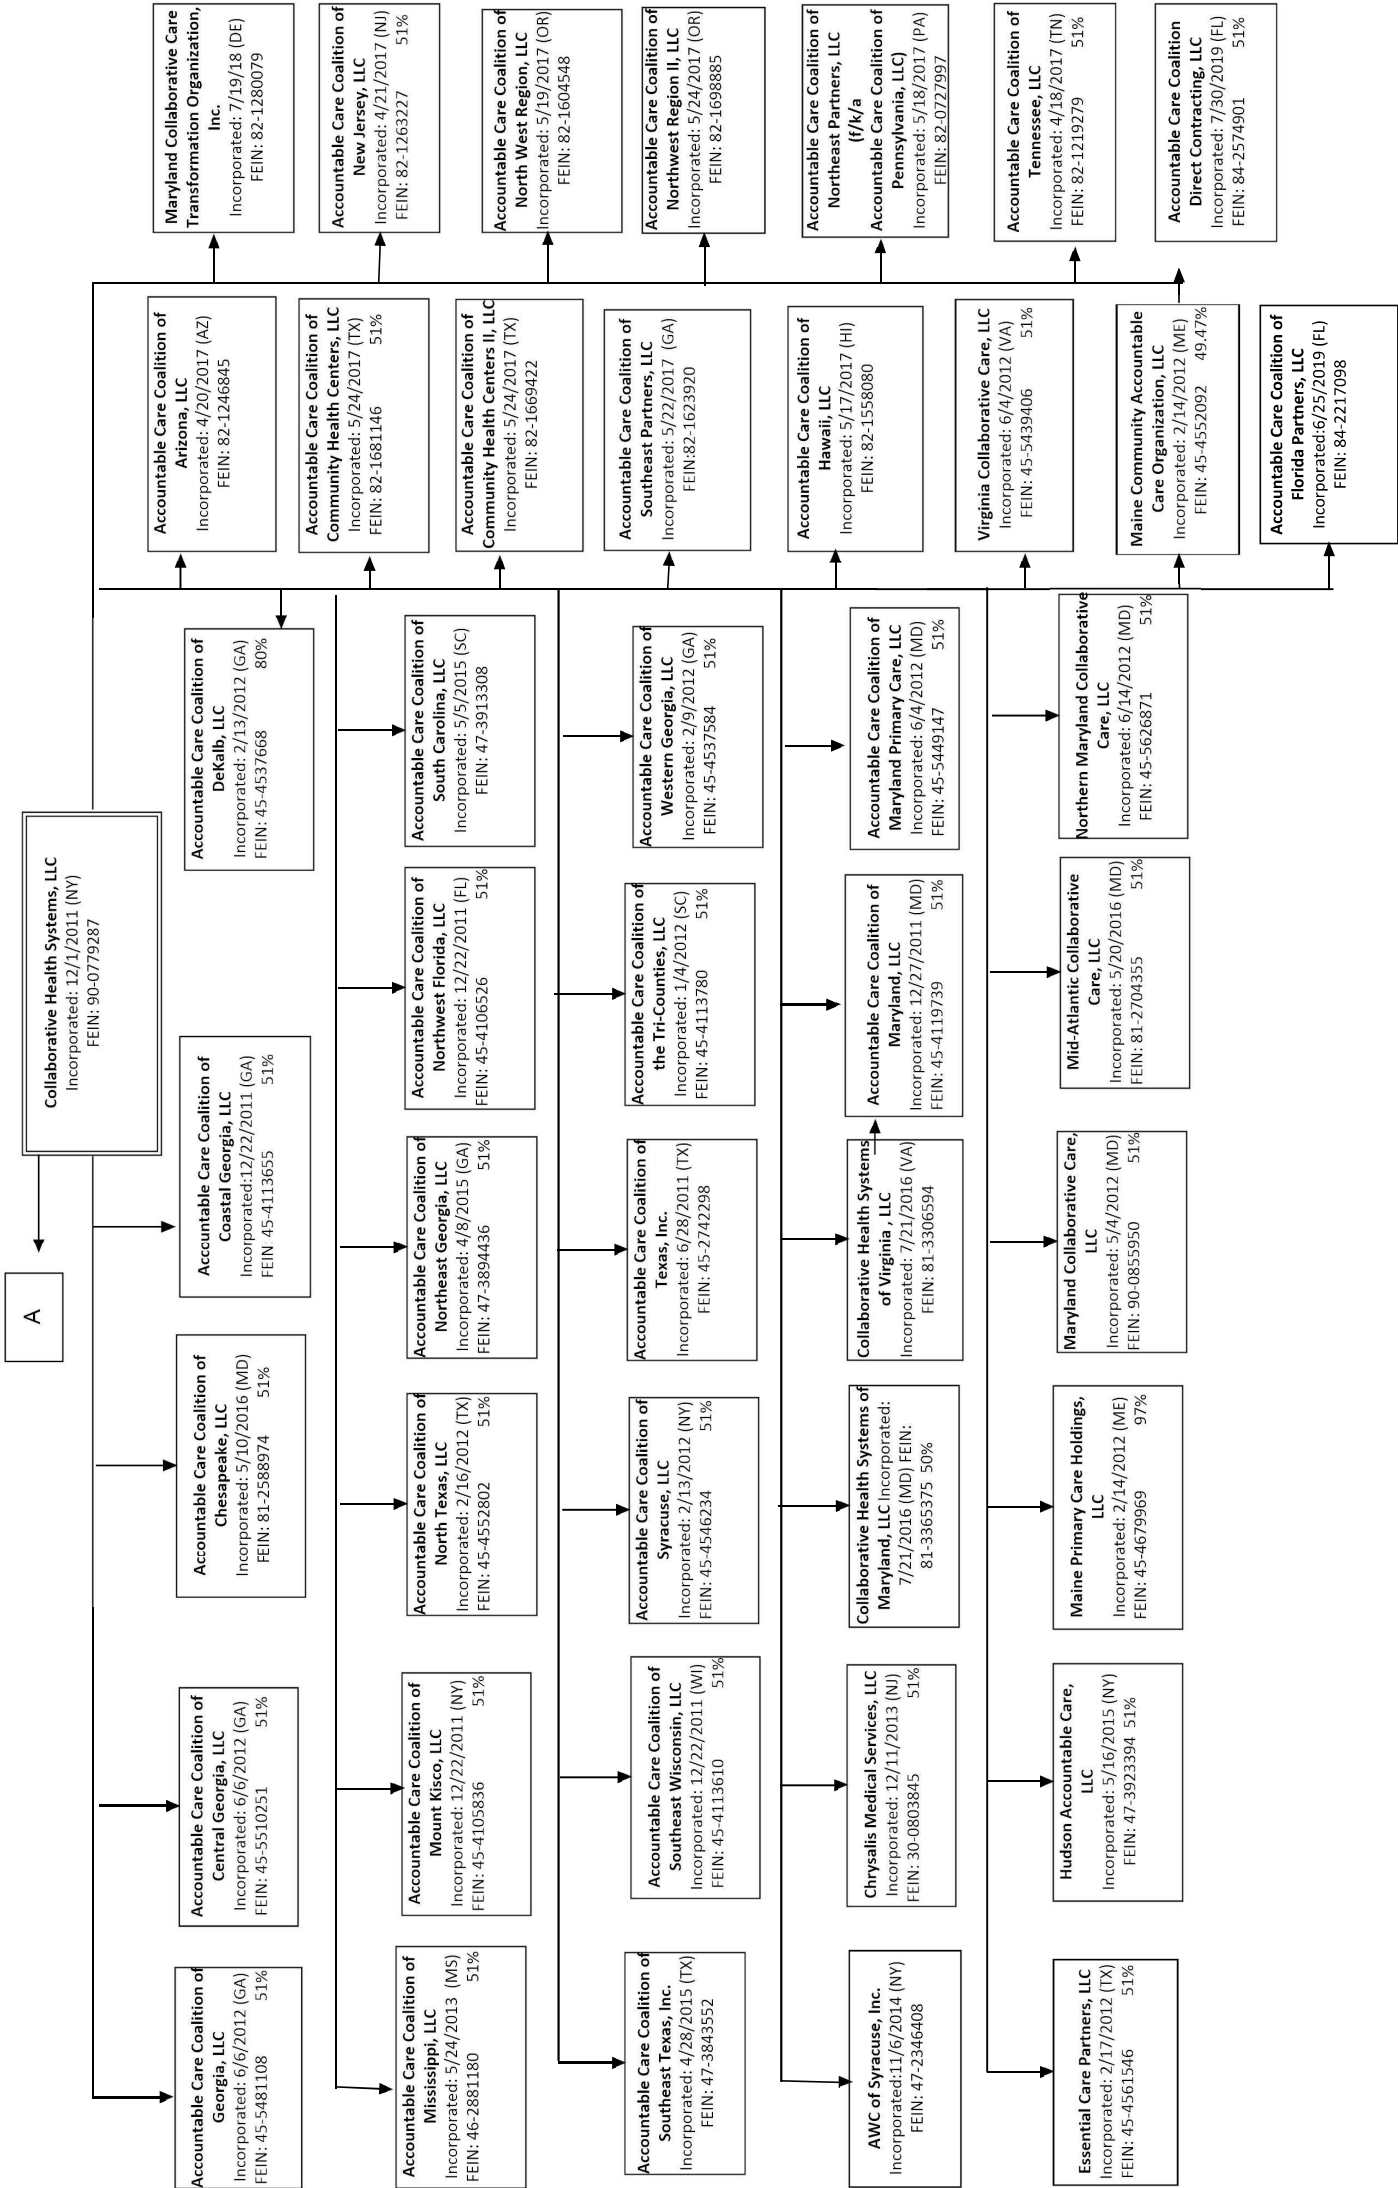 A
Collaborative Health Systems, LLC
Incorporated: 12/1/2011 (NY)
FEIN: 90-0779287
Accountable Care Coalition of
Georgia, LLC
Incorporated: 6/6/2012 (GA)
FEIN: 45-5481108 51%
Accountable Care Coalition of
Central Georgia, LLC
Incorporated: 6/6/2012 (GA)
FEIN: 45-5510251 51%
Accountable Care Coalition of
Chesapeake, LLC
Incorporated: 5/10/2016 (MD)
FEIN: 81-2588974 51%
Accountable Care Coalition of
Coastal Georgia, LLC
Incorporated:12/22/2011 (GA)
FEIN: 45-4113655 51%
Accountable Care Coalition of
DeKalb, LLC
Incorporated: 2/13/2012 (GA)
FEIN: 45-4537668 80%
Accountable Care Coalition of
Arizona, LLC
Incorporated: 4/20/2017 (AZ)
FEIN: 82-1246845
Maryland Collaborative Care
Transformation Organization,
Inc.
Incorporated: 7/19/18 (DE)
FEIN: 82-1280079
Accountable Care Coalition of
Community Health Centers, LLC
Incorporated: 5/24/2017 (TX)
FEIN: 82-1681146 51%
Accountable Care Coalition of
New Jersey, LLC
Incorporated: 4/21/2017 (NJ)
FEIN: 82-1263227 51%
Accountable Care Coalition of
Mississippi, LLC
Incorporated: 5/24/2013 (MS)
FEIN: 46-2881180 51%
Accountable Care Coalition of
Mount Kisco, LLC
Incorporated: 12/22/2011 (NY)
FEIN: 45-4105836 51%
Accountable Care Coalition of
North Texas, LLC
Incorporated: 2/16/2012 (TX)
FEIN: 45-4552802 51%
Accountable Care Coalition of
Northeast Georgia, LLC
Incorporated: 4/8/2015 (GA)
FEIN: 47-3894436 51%
Accountable Care Coalition of
Northwest Florida, LLC
Incorporated: 12/22/2011 (FL)
FEIN: 45-4106526 51%
Accountable Care Coalition of
South Carolina, LLC
Incorporated: 5/5/2015 (SC)
FEIN: 47-3913308
Accountable Care Coalition of
Community Health Centers II, LLC
Incorporated: 5/24/2017 (TX)
FEIN: 82-1669422
Accountable Care Coalition of
North West Region, LLC
Incorporated: 5/19/2017 (OR)
FEIN: 82-1604548
Accountable Care Coalition of
Southeast Texas, Inc.
Incorporated: 4/28/2015 (TX)
FEIN: 47-3843552
Accountable Care Coalition of
Southeast Wisconsin, LLC
Incorporated: 12/22/2011 (WI)
FEIN: 45-4113610 51%
Accountable Care Coalition of
Syracuse, LLC
Incorporated: 2/13/2012 (NY)
FEIN: 45-4546234 51%
Accountable Care Coalition of
Texas, Inc.
Incorporated: 6/28/2011 (TX)
FEIN: 45-2742298
Accountable Care Coalition of
the Tri-Counties, LLC
Incorporated: 1/4/2012 (SC)
FEIN: 45-4113780 51%
Accountable Care Coalition of
Western Georgia, LLC
Incorporated: 2/9/2012 (GA)
FEIN: 45-4537584 51%
Accountable Care Coalition of
Southeast Partners, LLC
Incorporated: 5/22/2017 (GA)
FEIN:82-1623920
Accountable Care Coalition of
Northwest Region II, LLC
Incorporated: 5/24/2017 (OR)
FEIN: 82-1698885
AWC of Syracuse, Inc.
Incorporated:11/6/2014 (NY)
FEIN: 47-2346408
Chrysalis Medical Services, LLC
Incorporated: 12/11/2013 (NJ)
FEIN: 30-0803845 51%
Collaborative Health Systems of
Maryland, LLC Incorporated:
7/21/2016 (MD) FEIN:
81-3365375 50%
Collaborative Health Systems
of Virginia , LLC
Incorporated: 7/21/2016 (VA)
FEIN: 81-3306594
Accountable Care Coalition of
Maryland, LLC
Incorporated: 12/27/2011 (MD)
FEIN: 45-4119739 51%
Accountable Care Coalition of
Maryland Primary Care, LLC
Incorporated: 6/4/2012 (MD)
FEIN: 45-5449147 51%
Accountable Care Coalition of
Hawaii, LLC
Incorporated: 5/17/2017 (HI)
FEIN: 82-1558080
Accountable Care Coalition of
Northeast Partners, LLC
(f/k/a
Accountable Care Coalition of
Pennsylvania, LLC)
Incorporated: 5/18/2017 (PA)
FEIN: 82-0727997
Virginia Collaborative Care, LLC
Incorporated: 6/4/2012 (VA)
FEIN: 45-5439406 51%
Accountable Care Coalition of
Tennessee, LLC
Incorporated: 4/18/2017 (TN)
FEIN: 82-1219279 51%
Essential Care Partners, LLC
Incorporated: 2/17/2012 (TX)
FEIN: 45-4561546 51%
Hudson Accountable Care,
LLC
Incorporated: 5/16/2015 (NY)
FEIN: 47-3923394 51%
Maine Primary Care Holdings,
LLC
Incorporated: 2/14/2012 (ME)
FEIN: 45-4679969 97%
Maryland Collaborative Care,
LLC
Incorporated: 5/4/2012 (MD)
FEIN: 90-0855950 51%
Mid-Atlantic Collaborative
Care, LLC
Incorporated: 5/20/2016 (MD)
FEIN: 81-2704355 51%
Northern Maryland Collaborative
Care, LLC
Incorporated: 6/14/2012 (MD)
FEIN: 45-5626871 51%
Maine Community Accountable
Care Organization, LLC
Incorporated: 2/14/2012 (ME)
FEIN: 45-4552092 49.47%
Accountable Care Coalition
Direct Contracting, LLC
Incorporated: 7/30/2019 (FL)
FEIN: 84-2574901 51%
Accountable Care Coalition of
Florida Partners, LLC
Incorporated:6/25/2019 (FL)
FEIN: 84-2217098